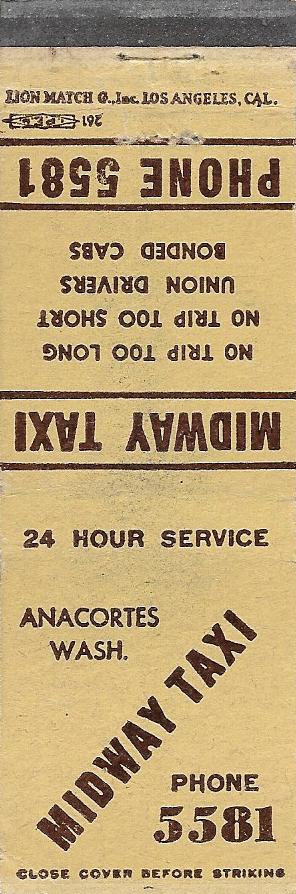 LION MATCH Co., Inc. LOS ANGELES, CAL.
261
MIDWAY TAXI
NO TRIP TOO LONG
NO TRIP TOO SHORT
UNION DRIVERS
BONDED CABS
PHONE 5581
24 HOUR SERVICE
ANACORTES
WASH.
MIDWAY TAXI
PHONE
5581
CLOSE COVER BEFORE STRIKING